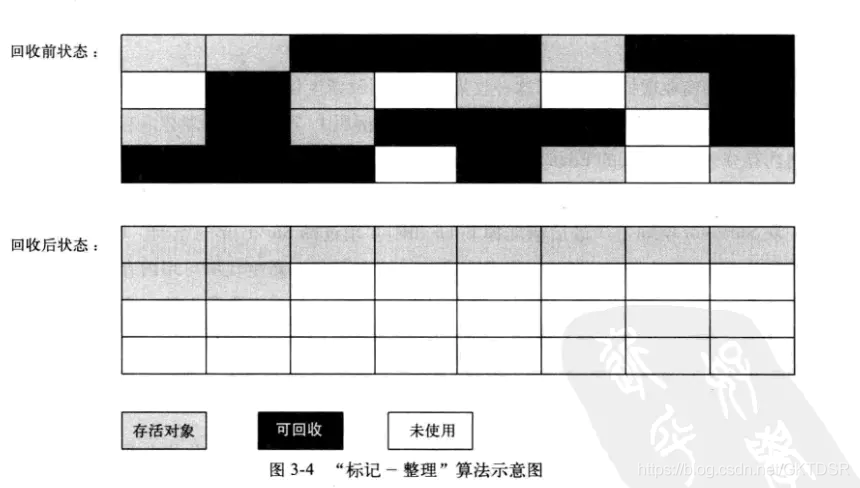 回收前状态：
回收后状态：
存活对象
可回收
未使用
图 3-4 “标记－整理”算法示意图
https://blog.csdn.net/GKTDSR